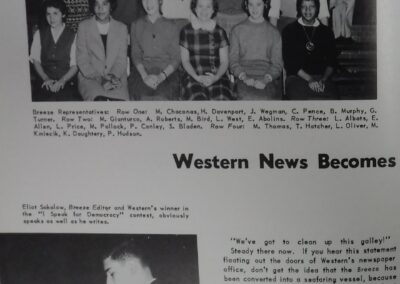 Breeze Representatives: Row One: M. Chaconas, H. Davenport, J. Wegman, C. Pence, B. Murphy, G.
Turner. Row Two: M. Giunturco, A. Roberts, M. Bird, L. West, E. Abolins. Row Three: L. Albats, E.
Allen, L. Price, M. Pollack, P. Conley, S. Bladen. Row Four: M. Thomas, T. Hatcher, L. Oliver, M.
Kmiecik, K. Daughtery, P. Hudson.
Western News Becomes
Eliot Sokolow, Breeze Editor and Western's winner in
the "I Speak for Democracy" contest, obviously
speaks as well as he writes.
"We've got to clean up this galley!"
Steady there now. If you hear this statement
floating out the doors of Western's newspaper
office, don't get the idea that the Breeze has
been converted into a seafaring vessel, because